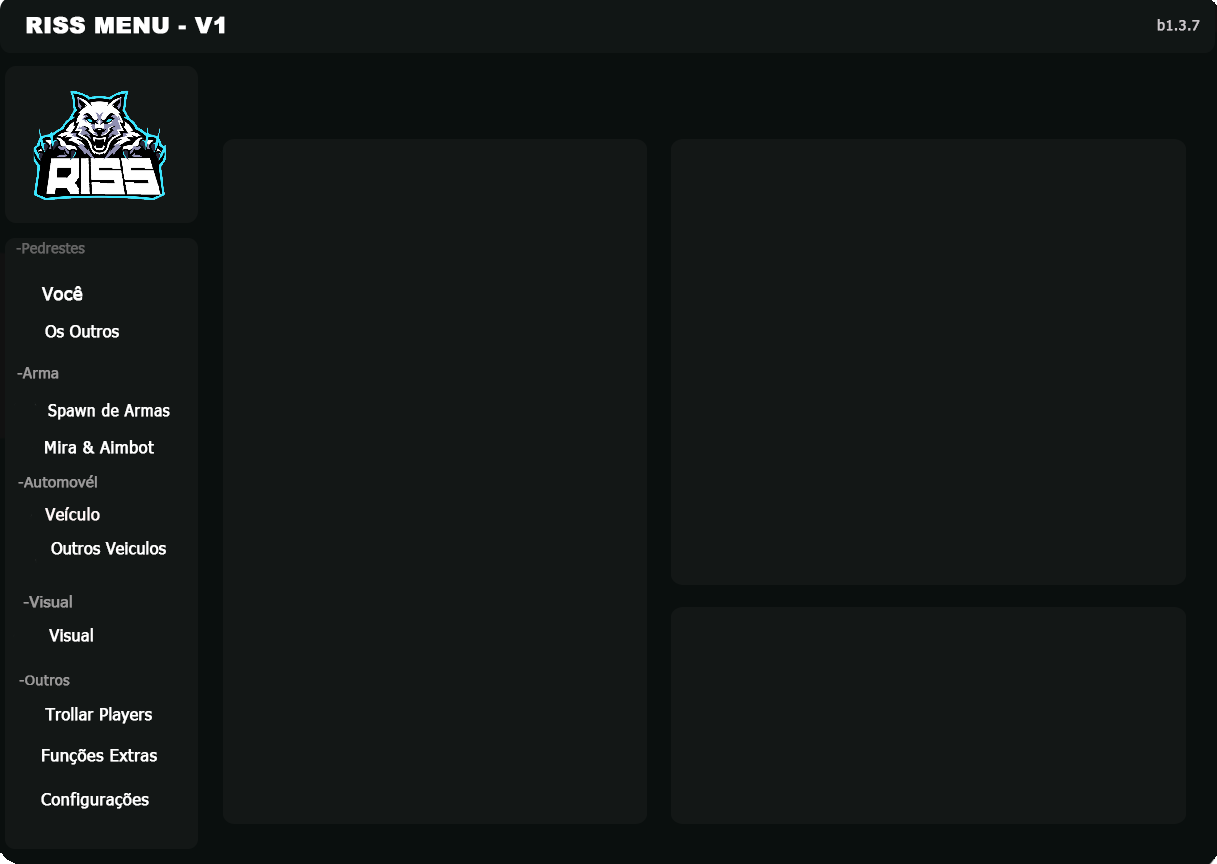 RISS MENU - V1
b1.3.7
RISS
-Pedrestes
Você
Os Outros
-Arma
Spawn de Armas
Mira & Aimbot
-Automovél
Veículo
Outros Veiculos
-Visual
Visual
-Outros
Trollar Players
Funções Extras
Configurações